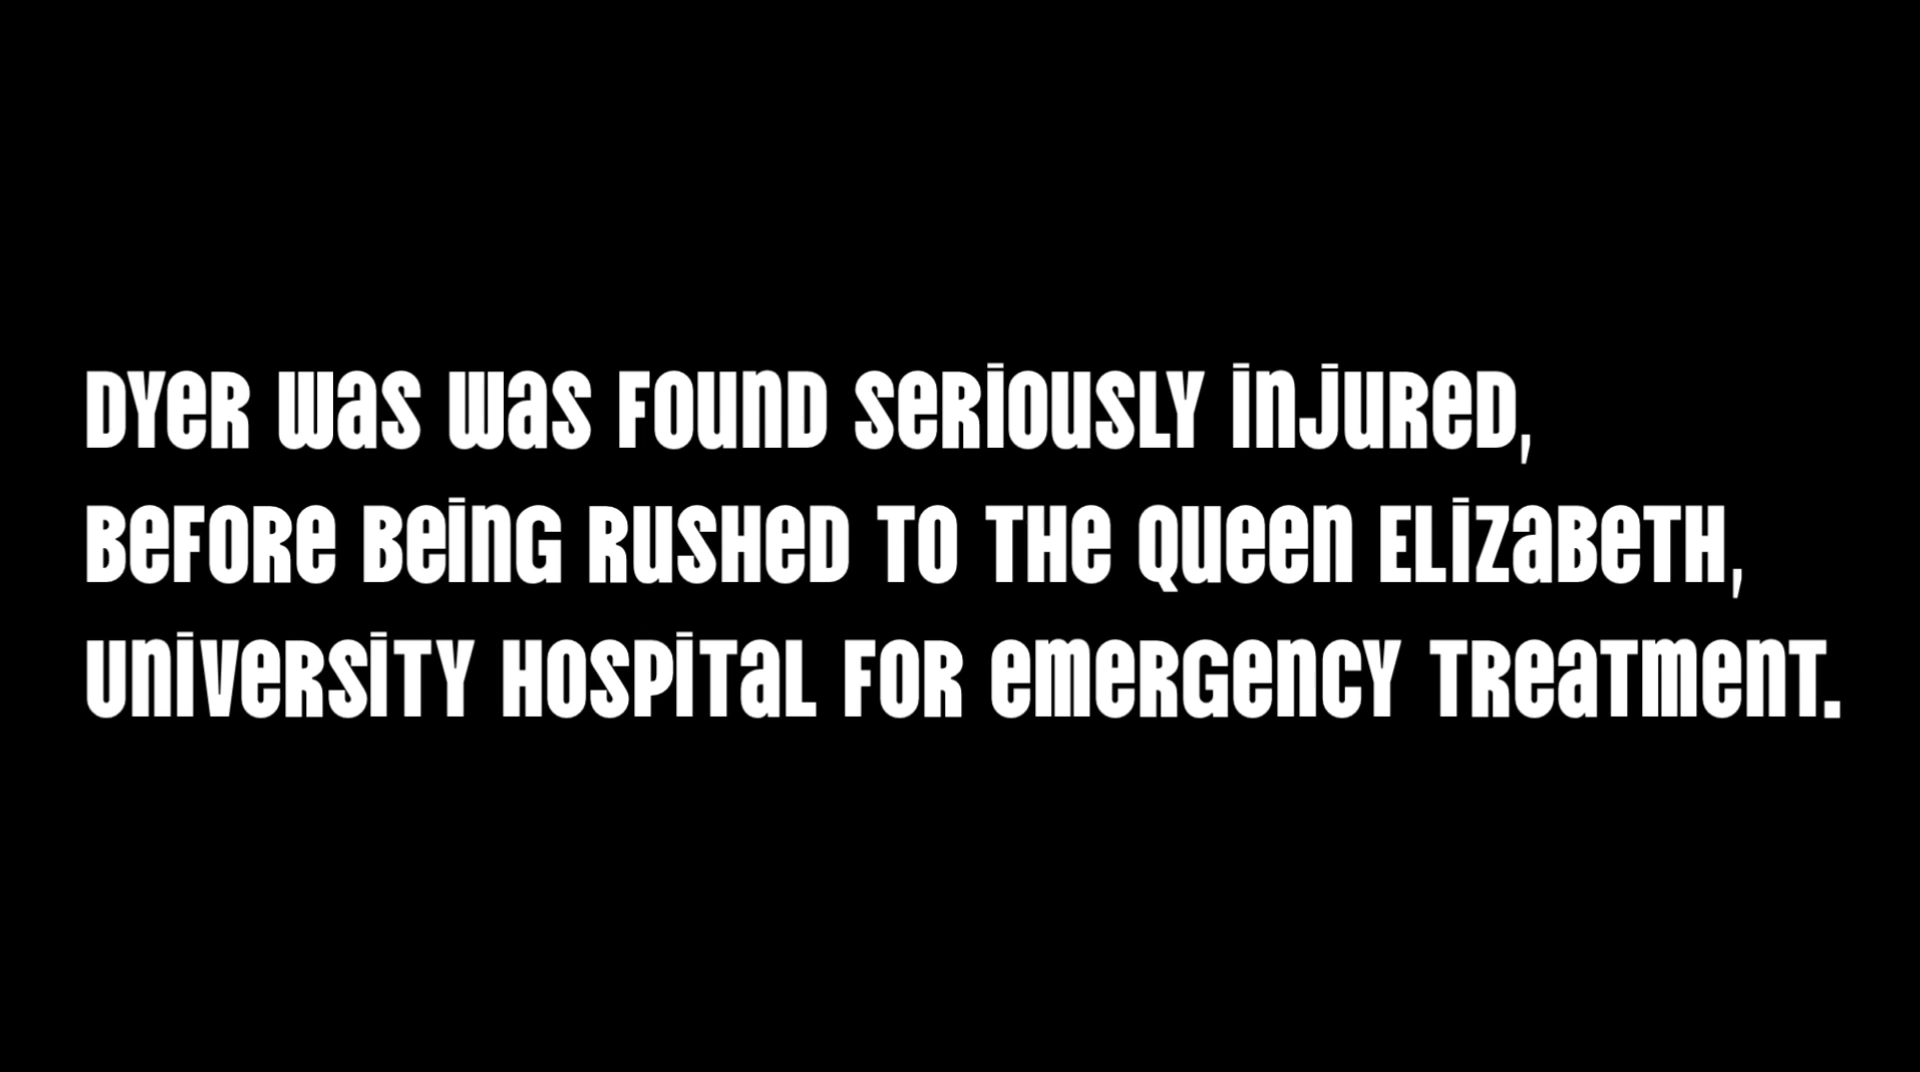 Dyer was was found seriously injured,
before being rushed to the Queen Elizabeth,
University Hospital for emergency treatment.